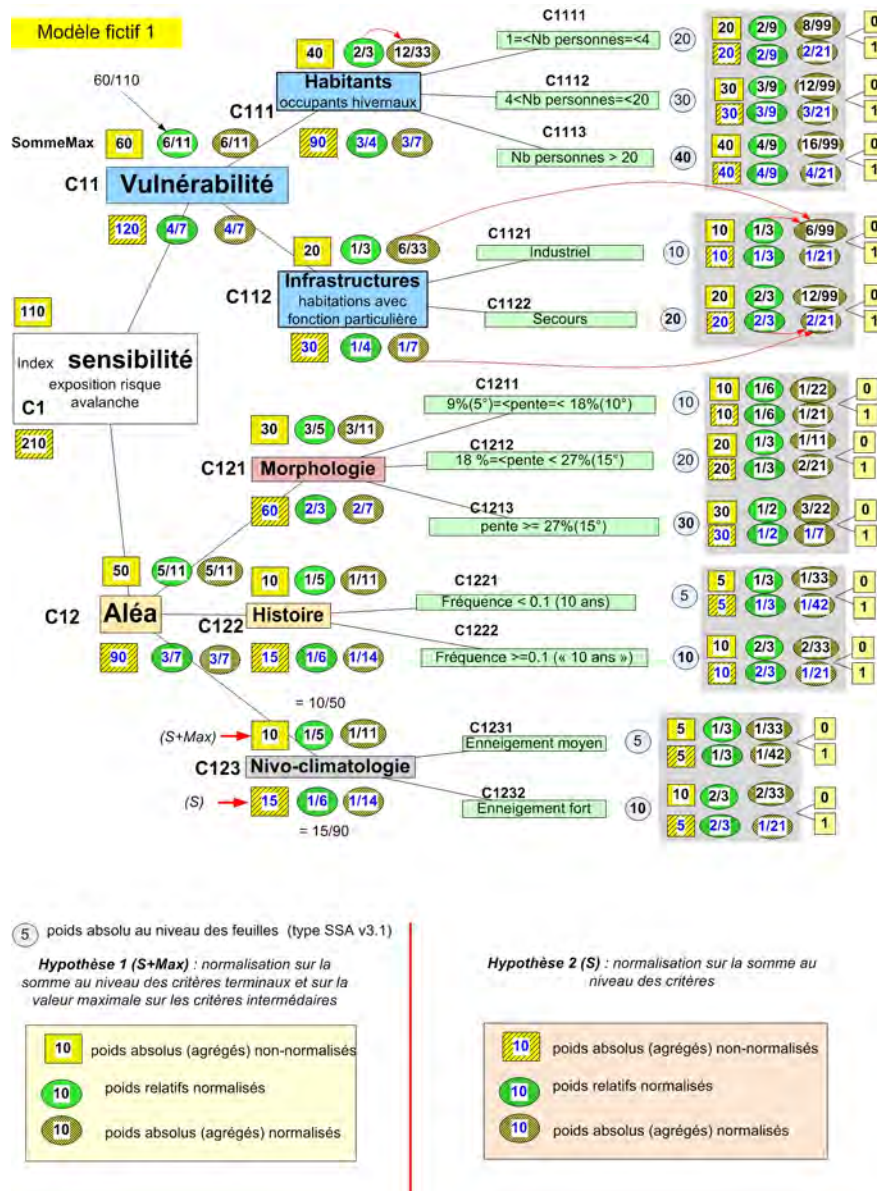 Modèle fictif 1
60/110
SommeMax
60
6/11
6/11
C11
Vulnérabilité
120
4/7
4/7
40
2/3
12/33
C111
Habitants
occupants hivernaux
90
3/4
3/7
C1111
1=<Nb personnes=<4
20
20
2/9
8/99
20
2/9
2/21
0
1
C1112
4<Nb personnes=<20
30
30
3/9
12/99
30
3/9
3/21
0
1
C1113
Nb personnes > 20
40
40
4/9
16/99
40
4/9
4/21
0
1
20
1/3
6/33
C112
Infrastructures
habitations avec
fonction particulière
30
1/4
1/7
C1121
Industriel
10
10
1/3
6/99
10
1/3
1/21
0
1
C1122
Secours
20
20
2/3
12/99
20
2/3
2/21
0
1
110
Index sensibilité
exposition risque
avalanche
C1
210
30
3/5
3/11
C121
Morphologie
60
2/3
2/7
C1211
9%(5°)=<pente=< 18%(10°)
10
10
1/6
1/22
10
1/6
1/21
0
1
C1212
18 %=<pente < 27%(15°)
20
20
1/3
1/11
20
1/3
2/21
0
1
C1213
pente >= 27%(15°)
30
30
1/2
3/22
30
1/2
1/7
0
1
50
5/11
5/11
C12
Aléa
90
3/7
3/7
10
1/5
1/11
C122
Histoire
15
1/6
1/14
C1221
Fréquence < 0.1 (10 ans)
5
5
1/3
1/33
5
1/3
1/42
0
1
C1222
Fréquence >=0.1 (« 10 ans »)
10
10
2/3
2/33
10
2/3
1/21
0
1
= 10/50
(S+Max)
10
1/5
1/11
C123
Nivo-climatologie
(S)
15
1/6
1/14
= 15/90
C1231
Enneigement moyen
5
5
1/3
1/33
5
1/3
1/42
0
1
C1232
Enneigement fort
10
10
2/3
2/33
5
2/3
1/21
0
1
5
poids absolu au niveau des feuilles (type SSA v3.1)
Hypothèse 1 (S+Max) : normalisation sur la
somme au niveau des critères terminaux et sur la
valeur maximale sur les critères intermédaires
10
poids absolus (agrégés) non-normalisés
10
poids relatifs normalisés
10
poids absolus (agrégés) normalisés
Hypothèse 2 (S) : normalisation sur la somme au
niveau des critères
10
poids absolus (agrégés) non-normalisés
10
poids relatifs normalisés
10
poids absolus (agrégés) normalisés